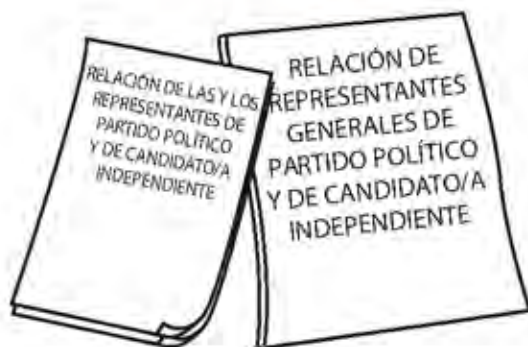 RELACIÓN DE LAS Y LOS
REPRESENTANTES DE
PARTIDO POLÍTICO
Y DE CANDIDATO/A
INDEPENDIENTE
RELACIÓN DE
REPRESENTANTES
GENERALES DE
PARTIDO POLÍTICO
Y DE CANDIDATO/A
INDEPENDIENTE